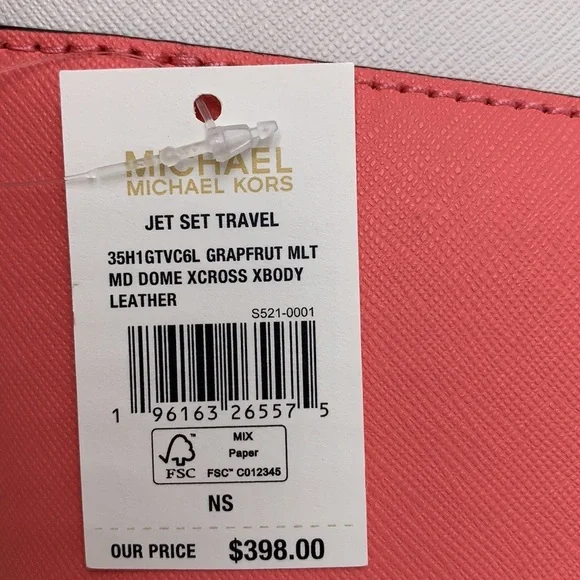 MICHAEL
MICHAEL KORS
JET SET TRAVEL
35H1GTVC6L GRAPFRUT MLT
MD DOME XCROSS XBODY
LEATHER
S521-0001
1 96163 26557 5
FSC™
MIX
Paper
FSC™ C012345
NS
OUR PRICE $398.00